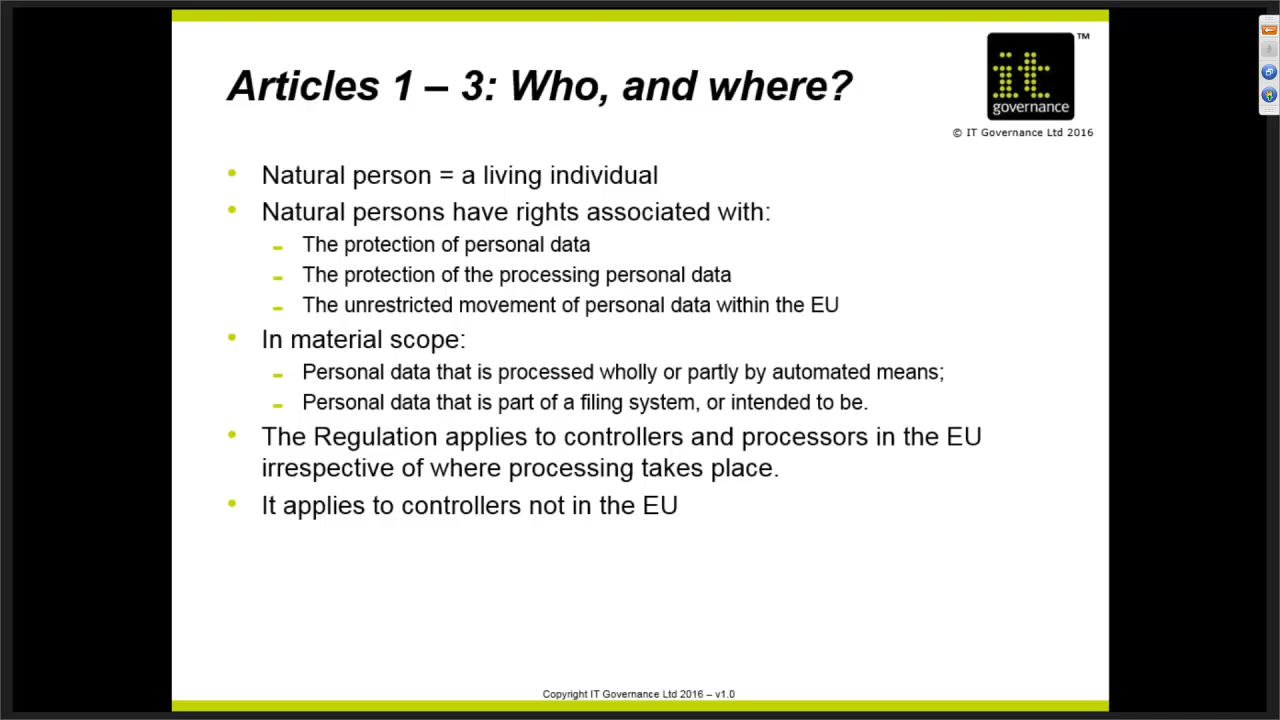 Articles 1 – 3: Who, and where?
it
governance
™
© IT Governance Ltd 2016
• Natural person = a living individual
• Natural persons have rights associated with:
– The protection of personal data
– The protection of the processing personal data
– The unrestricted movement of personal data within the EU
• In material scope:
– Personal data that is processed wholly or partly by automated means;
– Personal data that is part of a filing system, or intended to be.
• The Regulation applies to controllers and processors in the EU
irrespective of where processing takes place.
• It applies to controllers not in the EU
Copyright IT Governance Ltd 2016 – v1.0